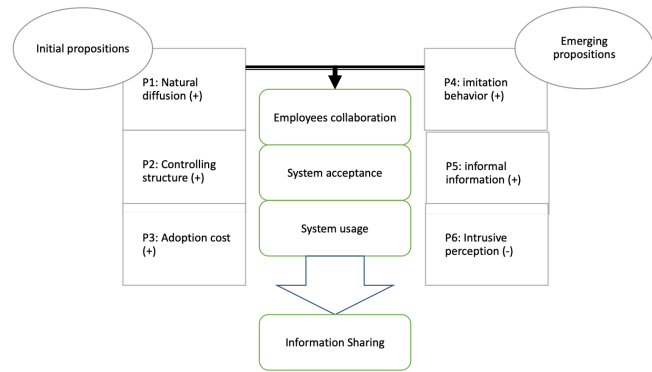 Initial propositions
P1: Natural
diffusion (+)
P2: Controlling
structure (+)
P3: Adoption cost
(+)
Employees collaboration
System acceptance
System usage
Information Sharing
Emerging
propositions
P4: imitation
behavior (+)
P5: informal
information (+)
P6: Intrusive
perception (-)